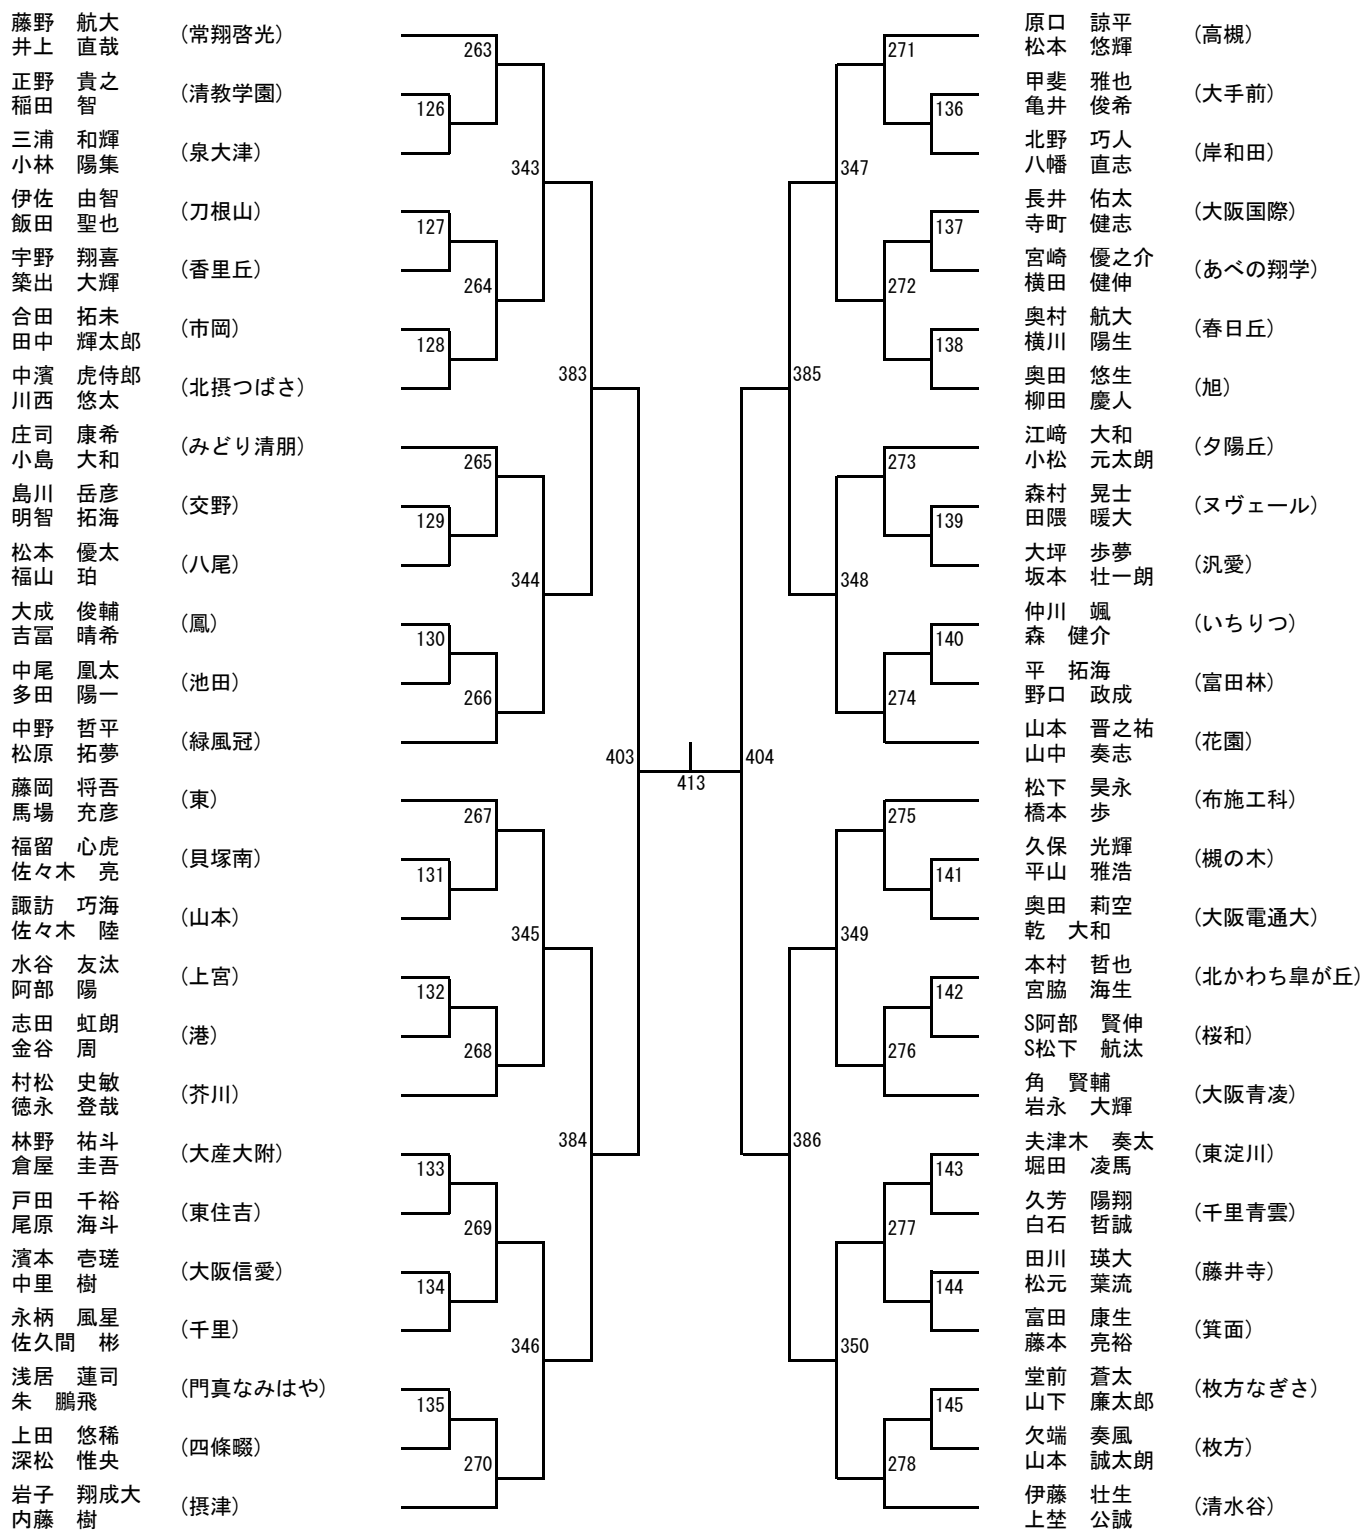 藤野　航大
井上　直哉
(常翔啓光)
正野　貴之
稲田　智
(清教学園)
三浦　和輝
小林　陽集
(泉大津)
伊佐　由智
飯田　聖也
(刀根山)
宇野　翔喜
築出　大輝
(香里丘)
合田　拓未
田中　輝太郎
(市岡)
中濱　虎侍郎
川西　悠太
(北摂つばさ)
庄司　康希
小島　大和
(みどり清朋)
島川　岳彦
明智　拓海
(交野)
松本　優太
福山　珀
(八尾)
大成　俊輔
吉冨　晴希
(鳳)
中尾　凰太
多田　陽一
(池田)
中野　哲平
松原　拓夢
(緑風冠)
藤岡　将吾
馬場　充彦
(東)
福留　心虎
佐々木　亮
(貝塚南)
諏訪　巧海
佐々木　陸
(山本)
水谷　友汰
阿部　陽
(上宮)
志田　虹朗
金谷　周
(港)
村松　史敏
徳永　登哉
(芥川)
林野　祐斗
倉屋　圭吾
(大産大附)
戸田　千裕
尾原　海斗
(東住吉)
濱本　壱瑳
中里　樹
(大阪信愛)
永柄　風星
佐久間　彬
(千里)
浅居　蓮司
朱　鵬飛
(門真なみはや)
上田　悠稀
深松　惟央
(四條畷)
岩子　翔成大
内藤　樹
(摂津)
263
126
343
127
264
128
383
265
129
344
130
266
403
267
131
345
132
268
384
133
269
134
346
135
270
413
404
271
136
347
137
272
138
385
273
139
348
140
274
275
141
349
142
276
386
143
277
144
350
145
278
原口　諒平
松本　悠輝
(高槻)
甲斐　雅也
亀井　俊希
(大手前)
北野　巧人
八幡　直志
(岸和田)
長井　佑太
寺町　健志
(大阪国際)
宮崎　優之介
横田　健伸
(あべの翔学)
奥村　航大
横川　陽生
(春日丘)
奥田　悠生
柳田　慶人
(旭)
江﨑　大和
小松　元太朗
(夕陽丘)
森村　晃士
田隈　暖大
(ヌヴェール)
大坪　歩夢
坂本　壮一朗
(汎愛)
仲川　颯
森　健介
(いちりつ)
平　拓海
野口　政成
(富田林)
山本　晋之祐
山中　奏志
(花園)
松下　昊永
橋本　歩
(布施工科)
久保　光輝
平山　雅浩
(槻の木)
奥田　莉空
乾　大和
(大阪電通大)
本村　哲也
宮脇　海生
(北かわち皐が丘)
S阿部　賢伸
S松下　航汰
(桜和)
角　賢輔
岩永　大輝
(大阪青凌)
夫津木　奏太
堀田　凌馬
(東淀川)
久芳　陽翔
白石　哲誠
(千里青雲)
田川　瑛大
松元　葉流
(藤井寺)
富田　康生
藤本　亮裕
(箕面)
堂前　蒼太
山下　廉太郎
(枚方なぎさ)
欠端　奏風
山本　誠太朗
(枚方)
伊藤　壮生
上埜　公誠
(清水谷)